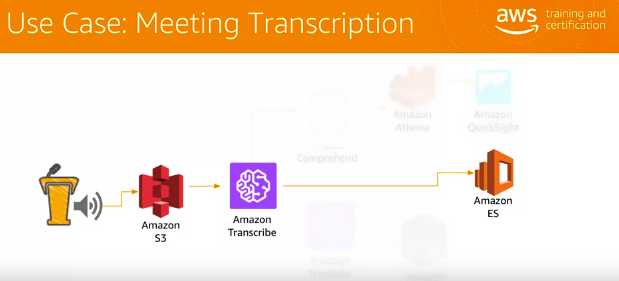 Use Case: Meeting Transcription
aws
training and
certification
Amazon
Athena
Amazon
QuickSight
Comprehend
Amazon
S3
Amazon
Transcribe
Amazon
ES
Amazon
Translate
Amazon